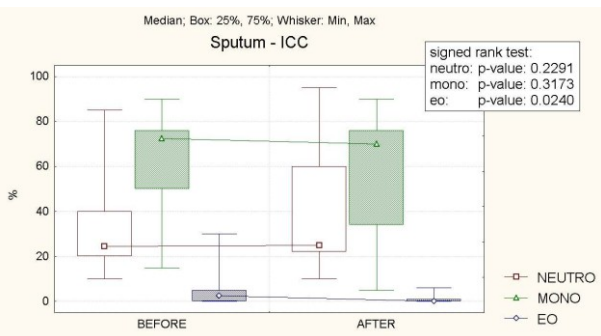 Median; Box: 25%, 75%; Whisker: Min, Max
Sputum - ICC
signed rank test:
neutro: p-value: 0.2291
mono: p-value: 0.3173
eo: p-value: 0.0240
100
80
60
40
20
0
%
BEFORE
AFTER
NEUTRO
MONO
EO